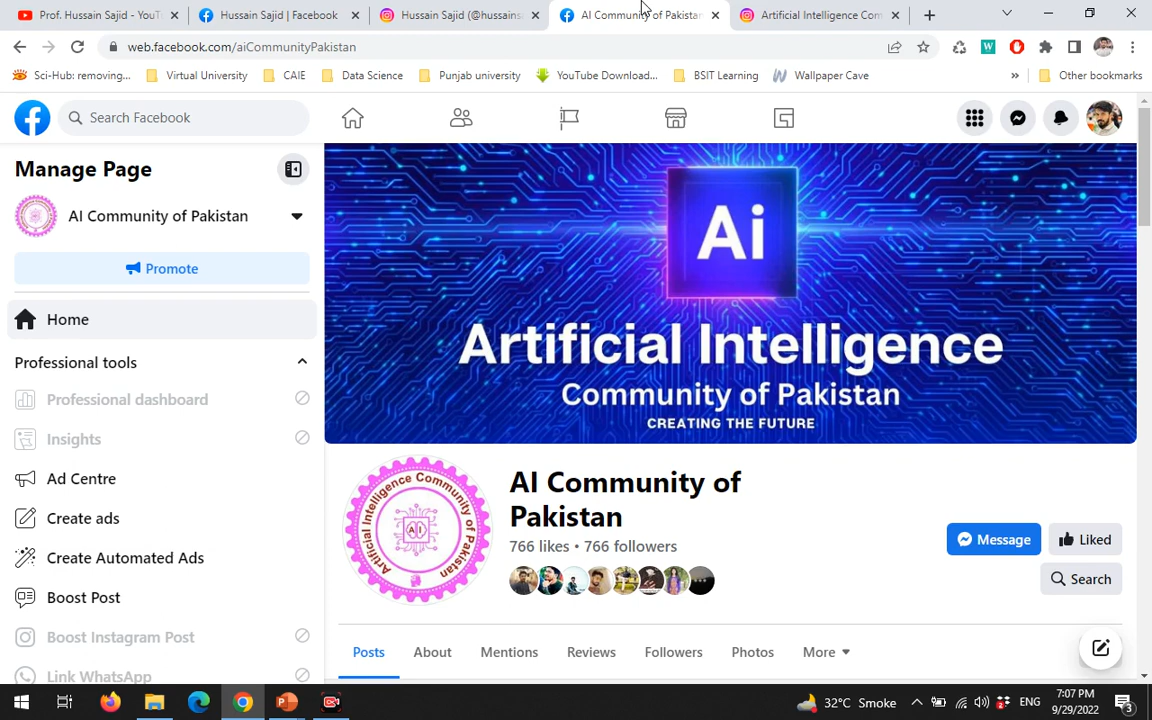 Prof. Hussain Sajid - YouT
Hussain Sajid | Facebook
Hussain Sajid (@hussains
AI Community of Pakistan
Artificial Intelligence Com
web.facebook.com/aiCommunityPakistan
Sci-Hub: removing...
Virtual University
CAIE
Data Science
Punjab university
YouTube Download...
BSIT Learning
Wallpaper Cave
»
Other bookmarks
Search Facebook
Manage Page
AI Community of Pakistan
Promote
Home
Professional tools
Professional dashboard
Insights
Ad Centre
Create ads
Create Automated Ads
Boost Post
Boost Instagram Post
Link WhatsApp
Ai
Artificial Intelligence
Community of Pakistan
CREATING THE FUTURE
Artificial Intelligence Community of Pakistan
AI
AI Community of
Pakistan
766 likes • 766 followers
Message
Liked
Search
Posts
About
Mentions
Reviews
Followers
Photos
More
32°C Smoke
ENG
7:07 PM
9/29/2022
3